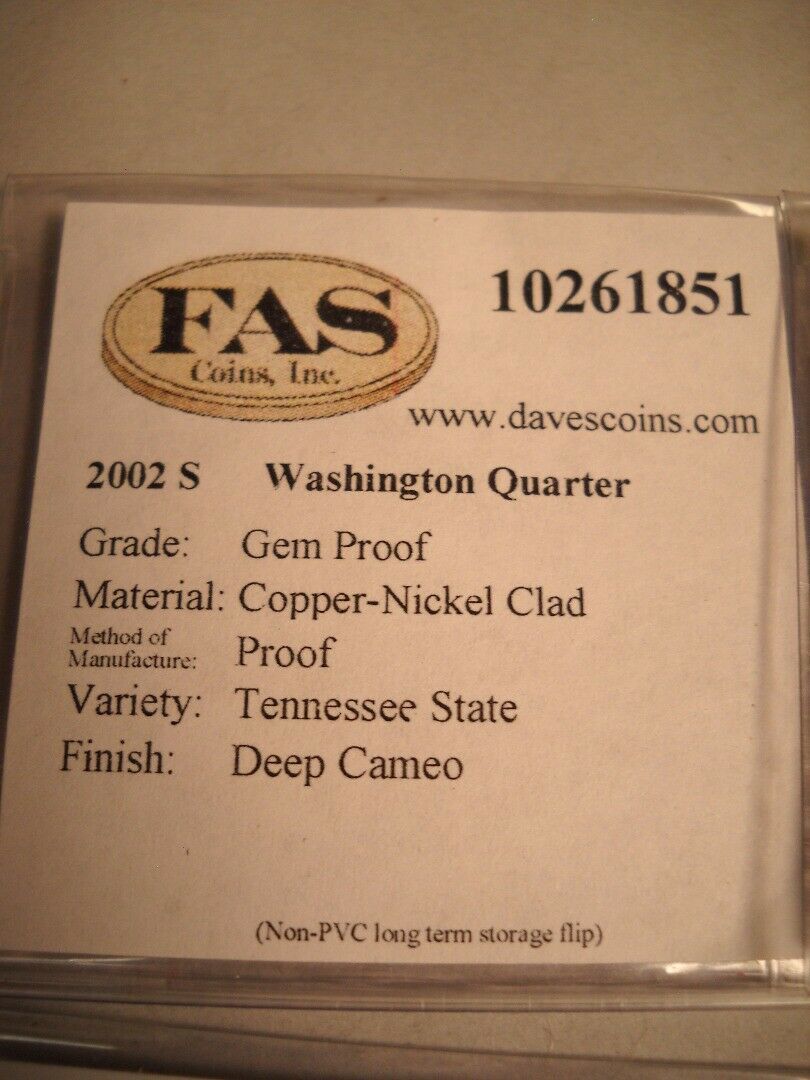 FAS
Coins, Inc.
10261851
www.davescoins.com
2002 S Washington Quarter
Grade: Gem Proof
Material: Copper-Nickel Clad
Method of
Manufacture: Proof
Variety: Tennessee State
Finish: Deep Cameo
(Non-PVC long term storage flip)